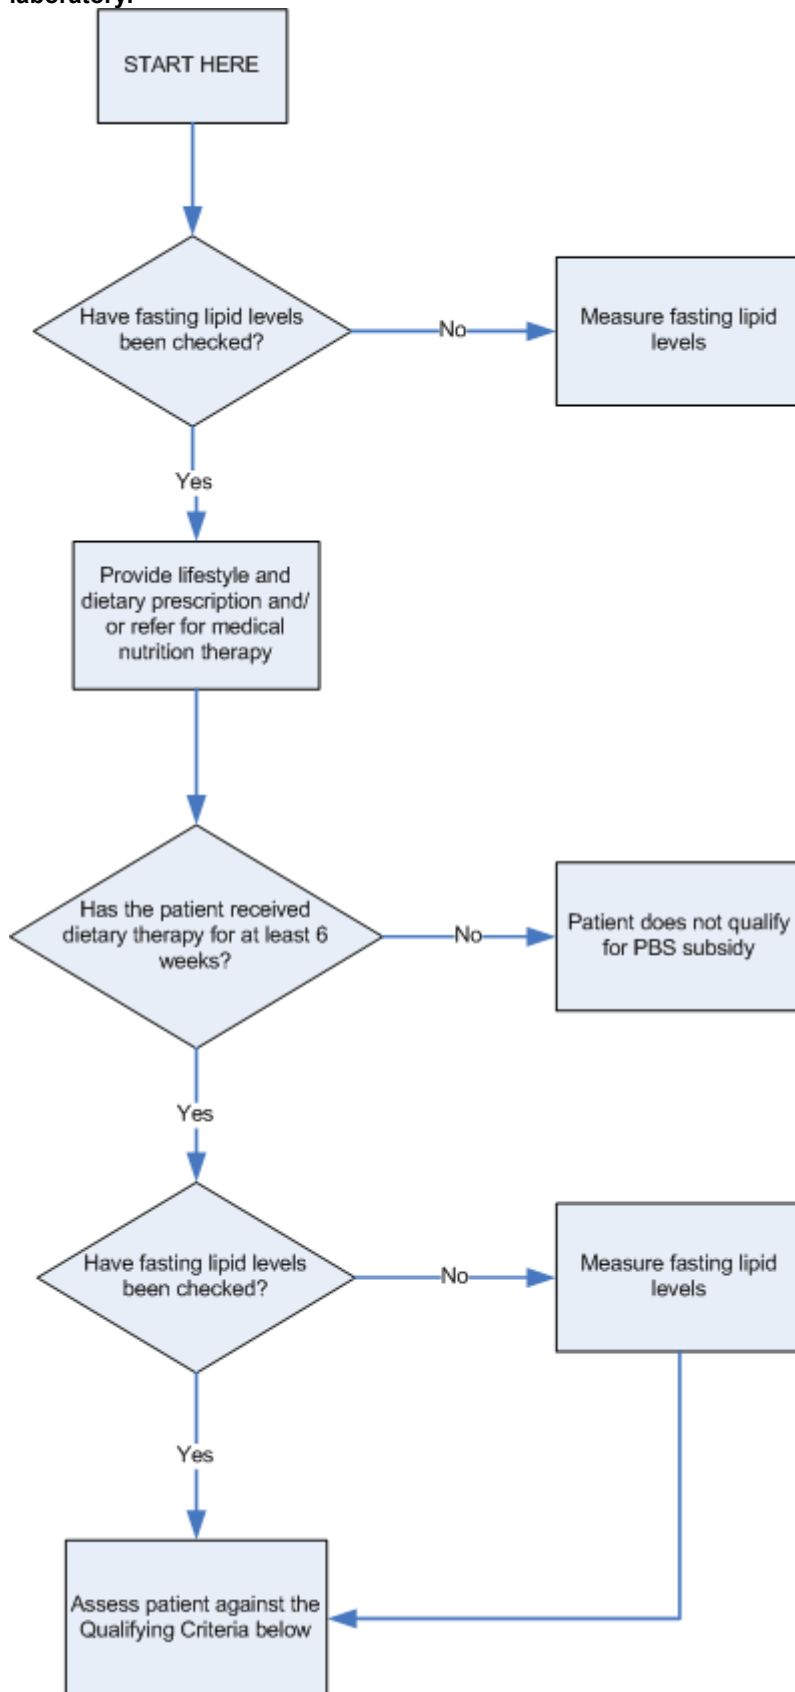 laboratory.
START HERE
Have fasting lipid levels
been checked?
No
Measure fasting lipid
levels
Yes
Provide lifestyle and
dietary prescription and/
or refer for medical
nutrition therapy
Has the patient received
dietary therapy for at least 6
weeks?
No
Patient does not qualify
for PBS subsidy
Yes
Have fasting lipid levels
been checked?
No
Measure fasting lipid
levels
Yes
Assess patient against the
Qualifying Criteria below